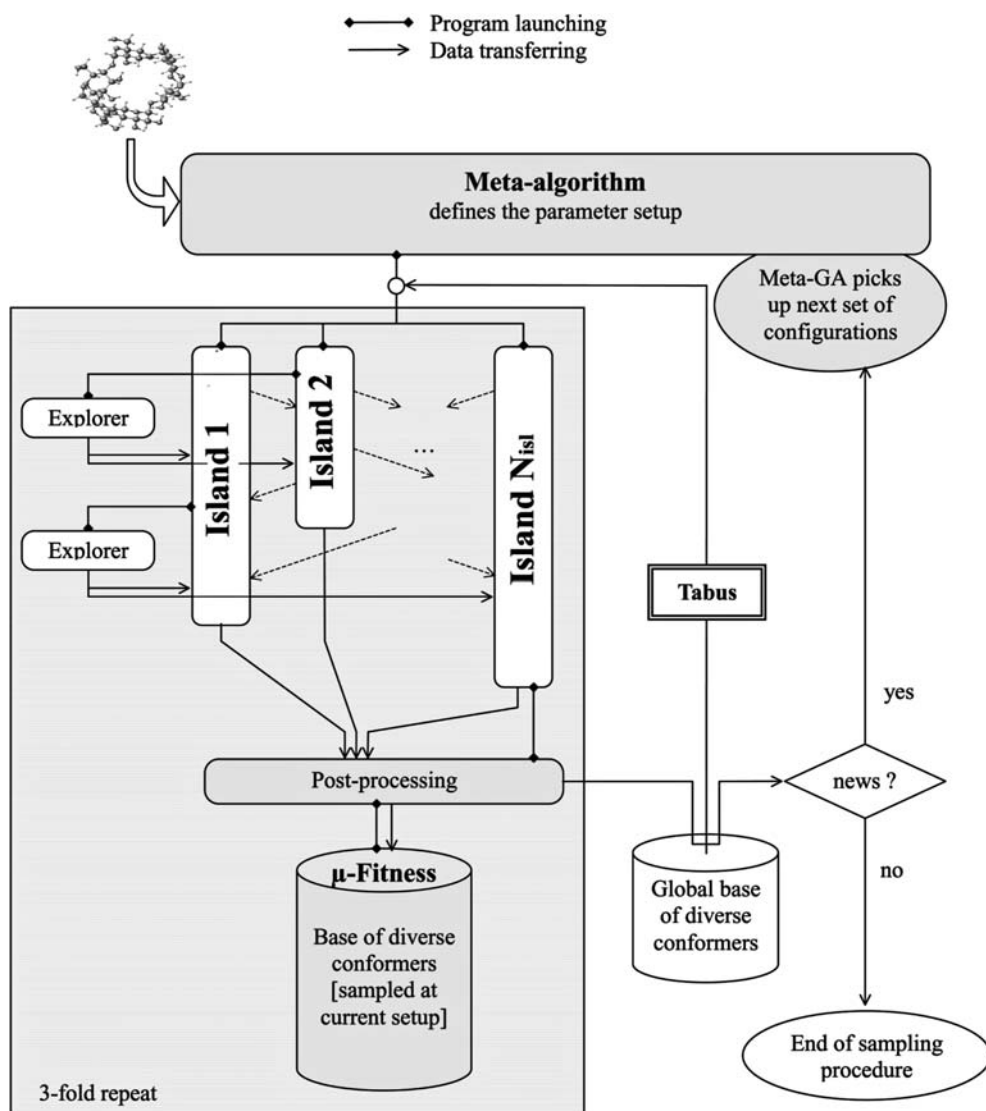 Program launching
Data transferring
Meta-algorithm
defines the parameter setup
Meta-GA picks
up next set of
configurations
Explorer
Explorer
Island 1
Island 2
...
Island Nisl
Tabus
yes
Post-processing
news ?
no
μ-Fitness
Base of diverse
conformers
[sampled at
current setup]
Global base
of diverse
conformers
End of sampling
procedure
3-fold repeat